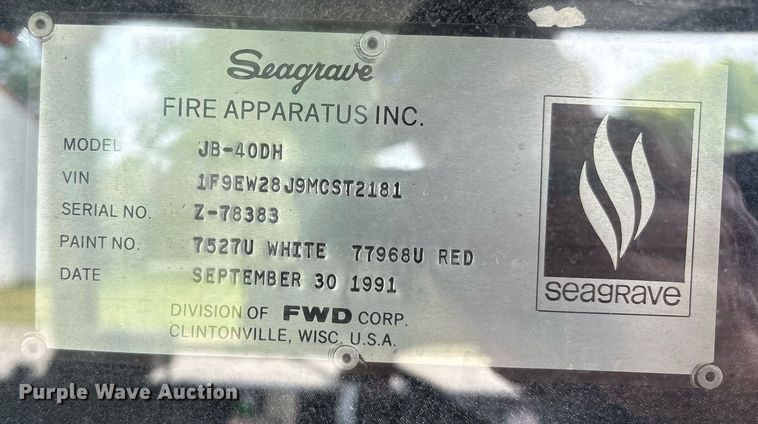 Seagrave
FIRE APPARATUS INC.
MODEL JB-40DH
VIN 1F9EW28J9MCST2181
SERIAL NO. Z-78383
PAINT NO. 7527U WHITE 77968U RED
DATE SEPTEMBER 30 1991
seagrave
DIVISION OF FWD CORP.
CLINTONVILLE, WISC. U.S.A.
Purple Wave Auction